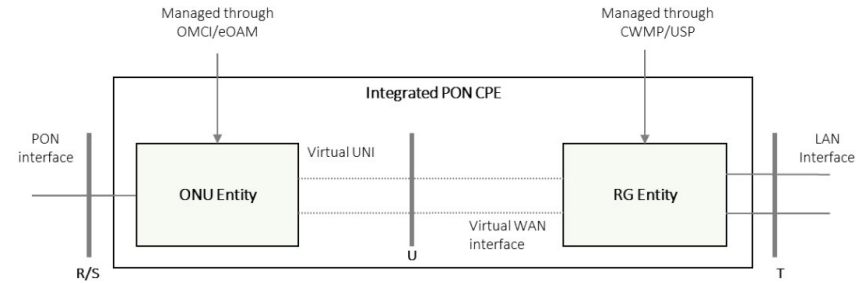 Managed through
OMCI/eOAM
Managed through
CWMP/USP
Integrated PON CPE
PON
interface
Virtual UNI
LAN
Interface
ONU Entity
RG Entity
Virtual WAN
interface
U
R/S
T